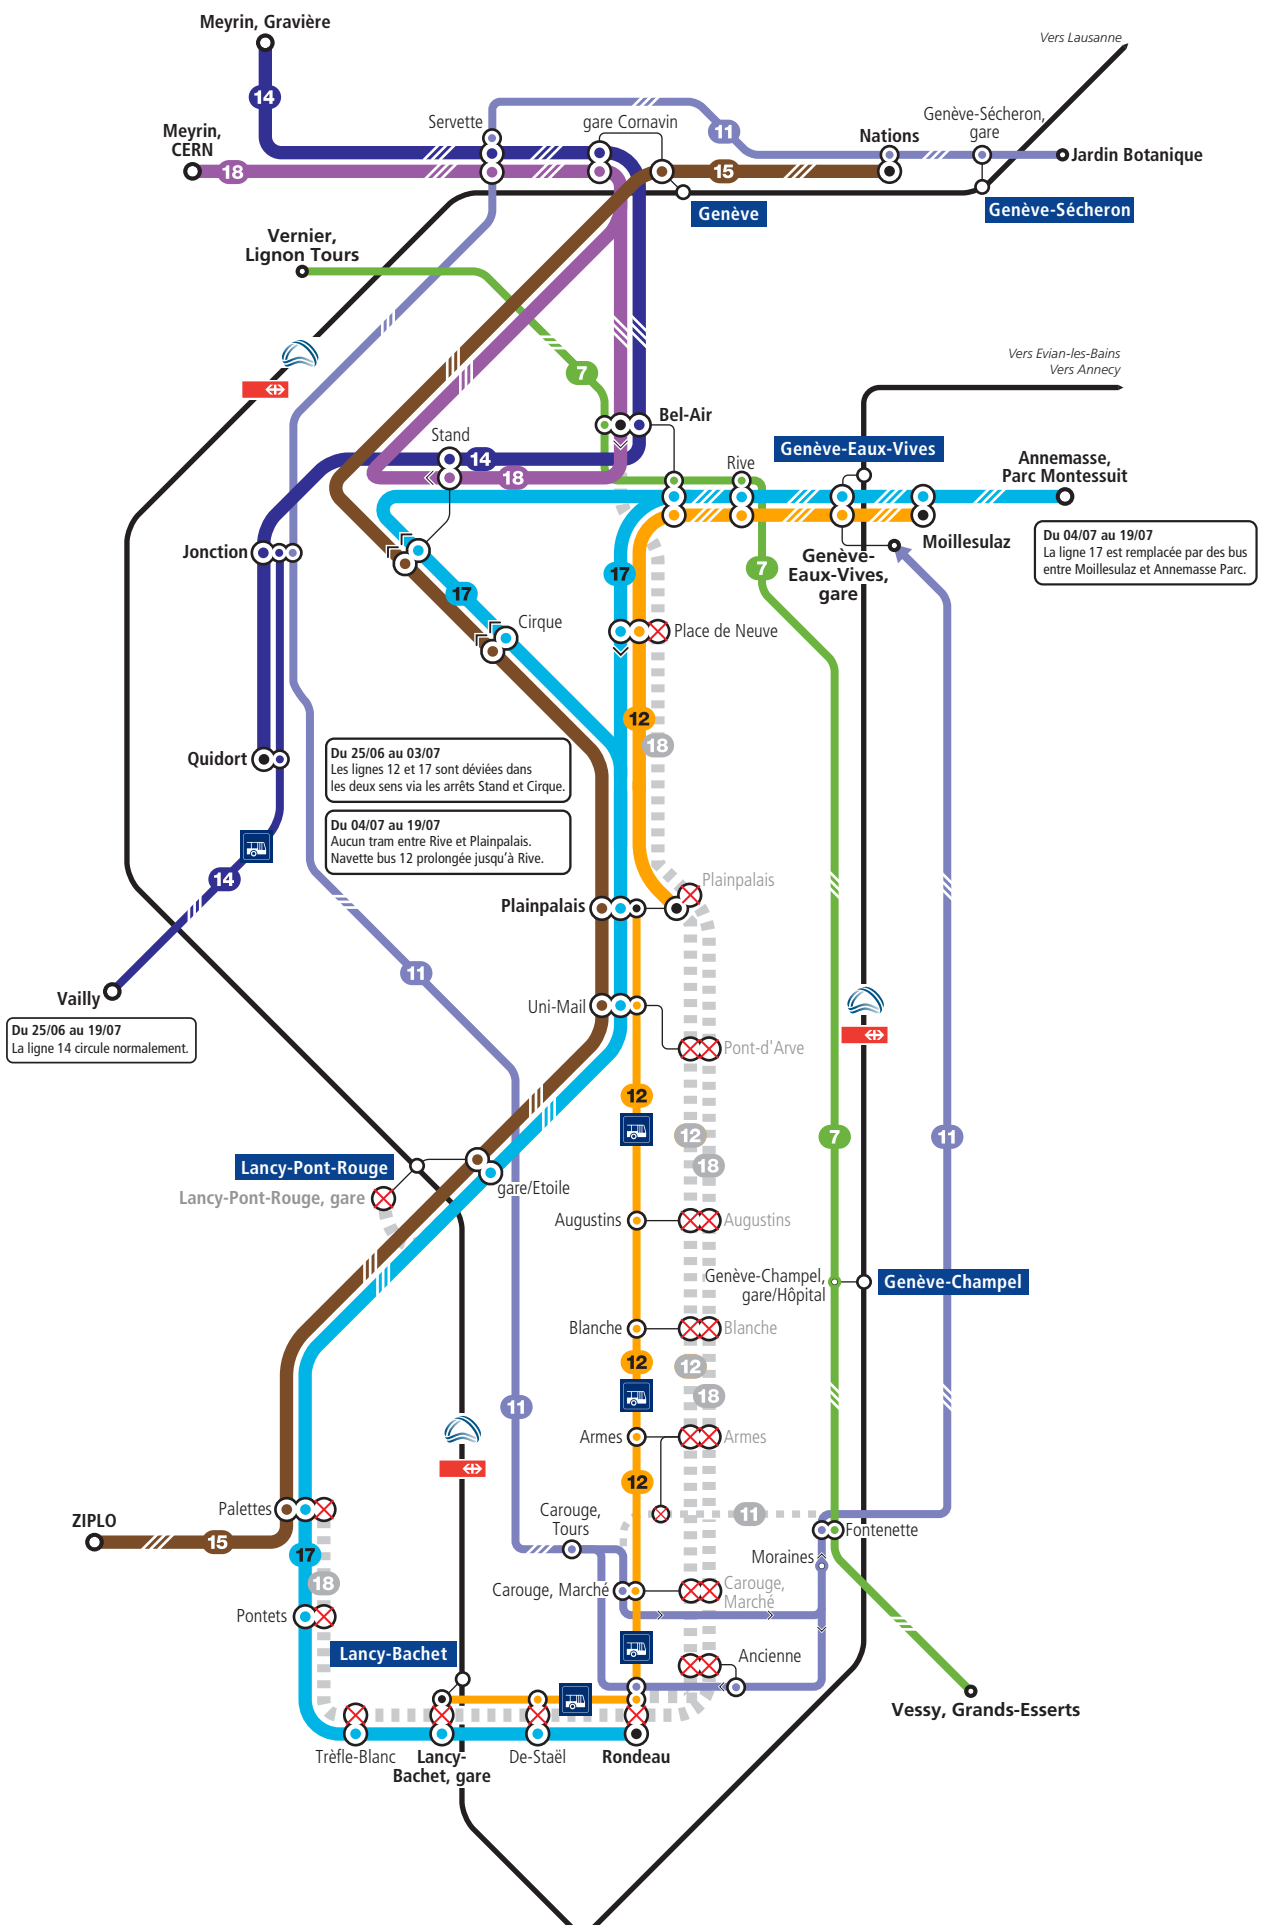 Meyrin, Gravière
Vers Lausanne
14
Servette
gare Cornavin
11
Genève-Sécheron,
gare
Meyrin,
CERN
Nations
Jardin Botanique
18
15
Genève
Genève-Sécheron
Vernier,
Lignon Tours
Vers Evian-les-Bains
Vers Annecy
7
Bel-Air
Stand
14
18
Rive
Genève-Eaux-Vives
Annemasse,
Parc Montessuit
Du 04/07 au 19/07
La ligne 17 est remplacée par des bus
entre Moillesulaz et Annemasse Parc.
Jonction
Moillesulaz
Genève-
Eaux-Vives,
gare
17
7
17
Cirque
Place de Neuve
12
18
Quidort
Du 25/06 au 03/07
Les lignes 12 et 17 sont déviées dans
les deux sens via les arrêts Stand et Cirque.
Du 04/07 au 19/07
Aucun tram entre Rive et Plainpalais.
Navette bus 12 prolongée jusqu'à Rive.
14
Plainpalais
Plainpalais
11
Vailly
Du 25/06 au 19/07
La ligne 14 circule normalement.
Uni-Mail
Pont-d'Arve
12
12
18
7
11
Lancy-Pont-Rouge
Lancy-Pont-Rouge, gare
gare/Etoile
Augustins
Augustins
Genève-Champel,
gare/Hôpital
Genève-Champel
Blanche
Blanche
12
12
18
11
Armes
Armes
12
Palettes
ZIPLO
15
Carouge,
Tours
11
Fontenette
17
18
Moraines
Carouge, Marché
Carouge,
Marché
Pontets
Lancy-Bachet
Ancienne
Vessy, Grands-Esserts
Trèfle-Blanc
Lancy-
Bachet, gare
De-Staël
Rondeau